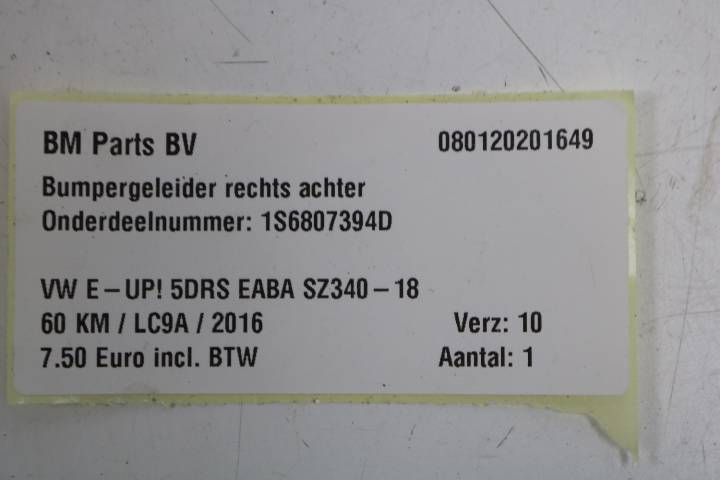 BM Parts BV 080120201649
Bumpergeleider rechts achter
Onderdeelnummer: 1S6807394D
VW E-UP! 5DRS EABA SZ340-18
60 KM / LC9A / 2016 Verz: 10
7.50 Euro incl. BTW Aantal: 1